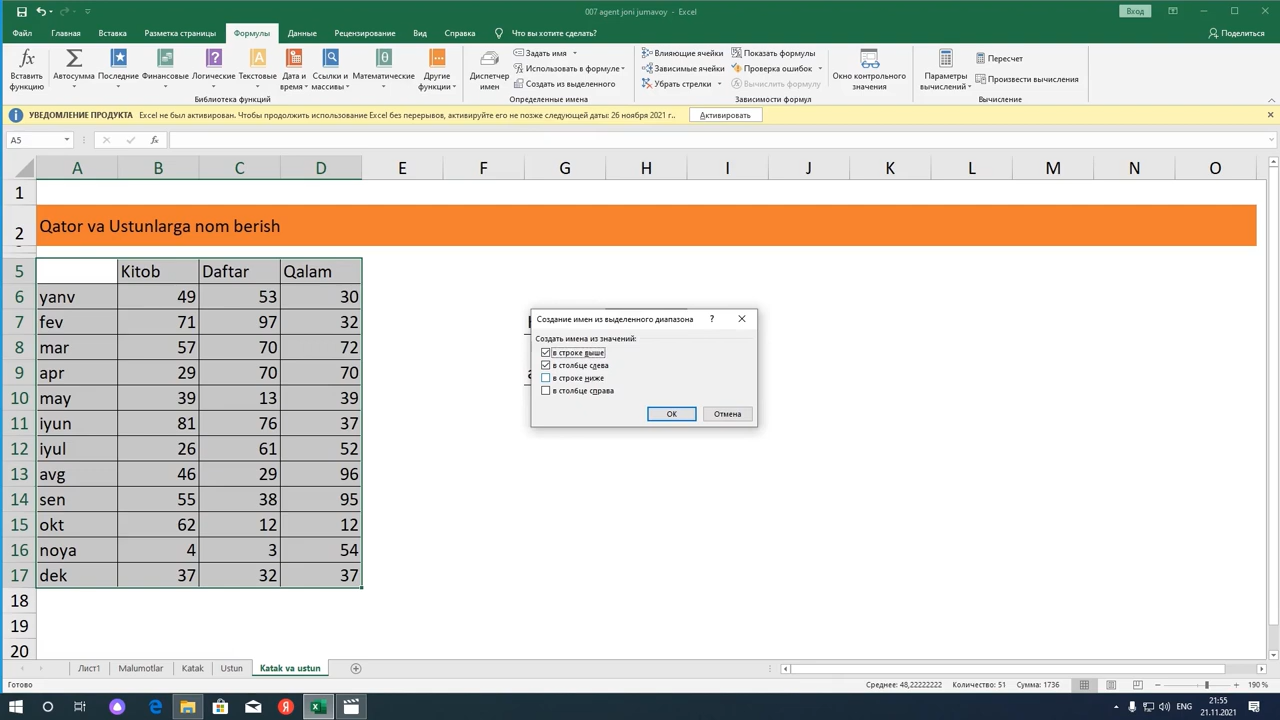 007 agent joni jumavoy - Excel
Вход
Файл Главная Вставка Разметка страницы Формулы Данные Рецензирование Вид Справка Что вы хотите сделать? Поделиться
Вставить функцию
Автосумма
Последние
Финансовые
Логические
Текстовые
Дата и время
Ссылки и массивы
Математические
Другие функции
Библиотека функций
Диспетчер имен
Задать имя
Использовать в формуле
Создать из выделенного
Определенные имена
Влияющие ячейки
Зависимые ячейки
Убрать стрелки
Показать формулы
Проверка ошибок
Вычислить формулу
Зависимости формул
Окно контрольного значения
Параметры вычислений
Пересчет
Произвести вычисления
Вычисление
УВЕДОМЛЕНИЕ ПРОДУКТА Excel не был активирован. Чтобы продолжить использование Excel без перерывов, активируйте его не позже следующей даты: 26 ноября 2021 г.. Активировать
A5 fx
A B C D E F G H I J K L M N O
1
2 Qator va Ustunlarga nom berish
5 Kitob Daftar Qalam
6 yanv 49 53 30
7 fev 71 97 32
8 mar 57 70 72
9 apr 29 70 70
10 may 39 13 39
11 iyun 81 76 37
12 iyul 26 61 52
13 avg 46 29 96
14 sen 55 38 95
15 okt 62 12 12
16 noya 4 3 54
17 dek 37 32 37
18
19
20
Создание имен из выделенного диапазона ?
Создать имена из значений:
в строке выше
в столбце слева
в строке ниже
в столбце справа
ОК Отмена
Лист1 Malumotlar Katak Ustun Katak va ustun
Готово Среднее: 48,22222222 Количество: 51 Сумма: 1736 190 %
ENG
21:55
21.11.2021